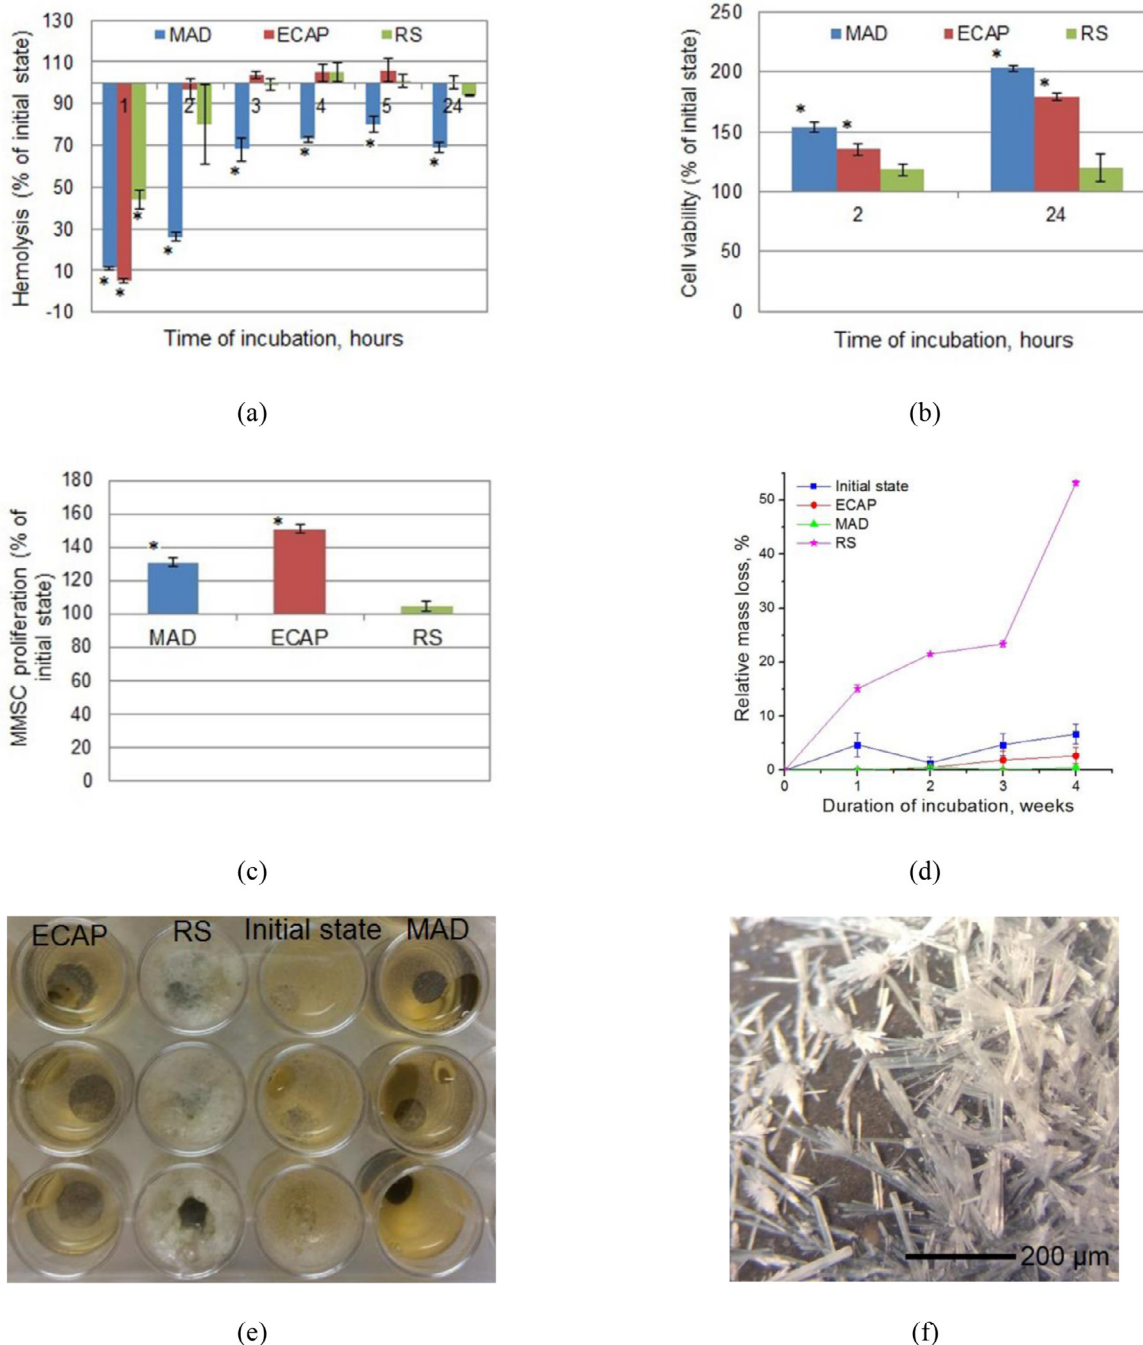 Hemolysis (% of initial state)
130
110
90
70
50
30
10
-10
MAD ECAP RS
1 2 3 4 5 24
* * * * * * * *
Time of incubation, hours
(a)
Cell viability (% of initial state)
250
200
150
100
50
0
MAD ECAP RS
* * * *
2 24
Time of incubation, hours
(b)
MMSC proliferation (% of
initial state)
180
160
140
120
100
80
60
40
20
0
* *
MAD ECAP RS
(c)
Relative mass loss, %
50
40
30
20
10
0
Initial state
ECAP
MAD
RS
0 1 2 3 4
Duration of incubation, weeks
(d)
ECAP RS Initial state MAD
(e)
200 µm
(f)